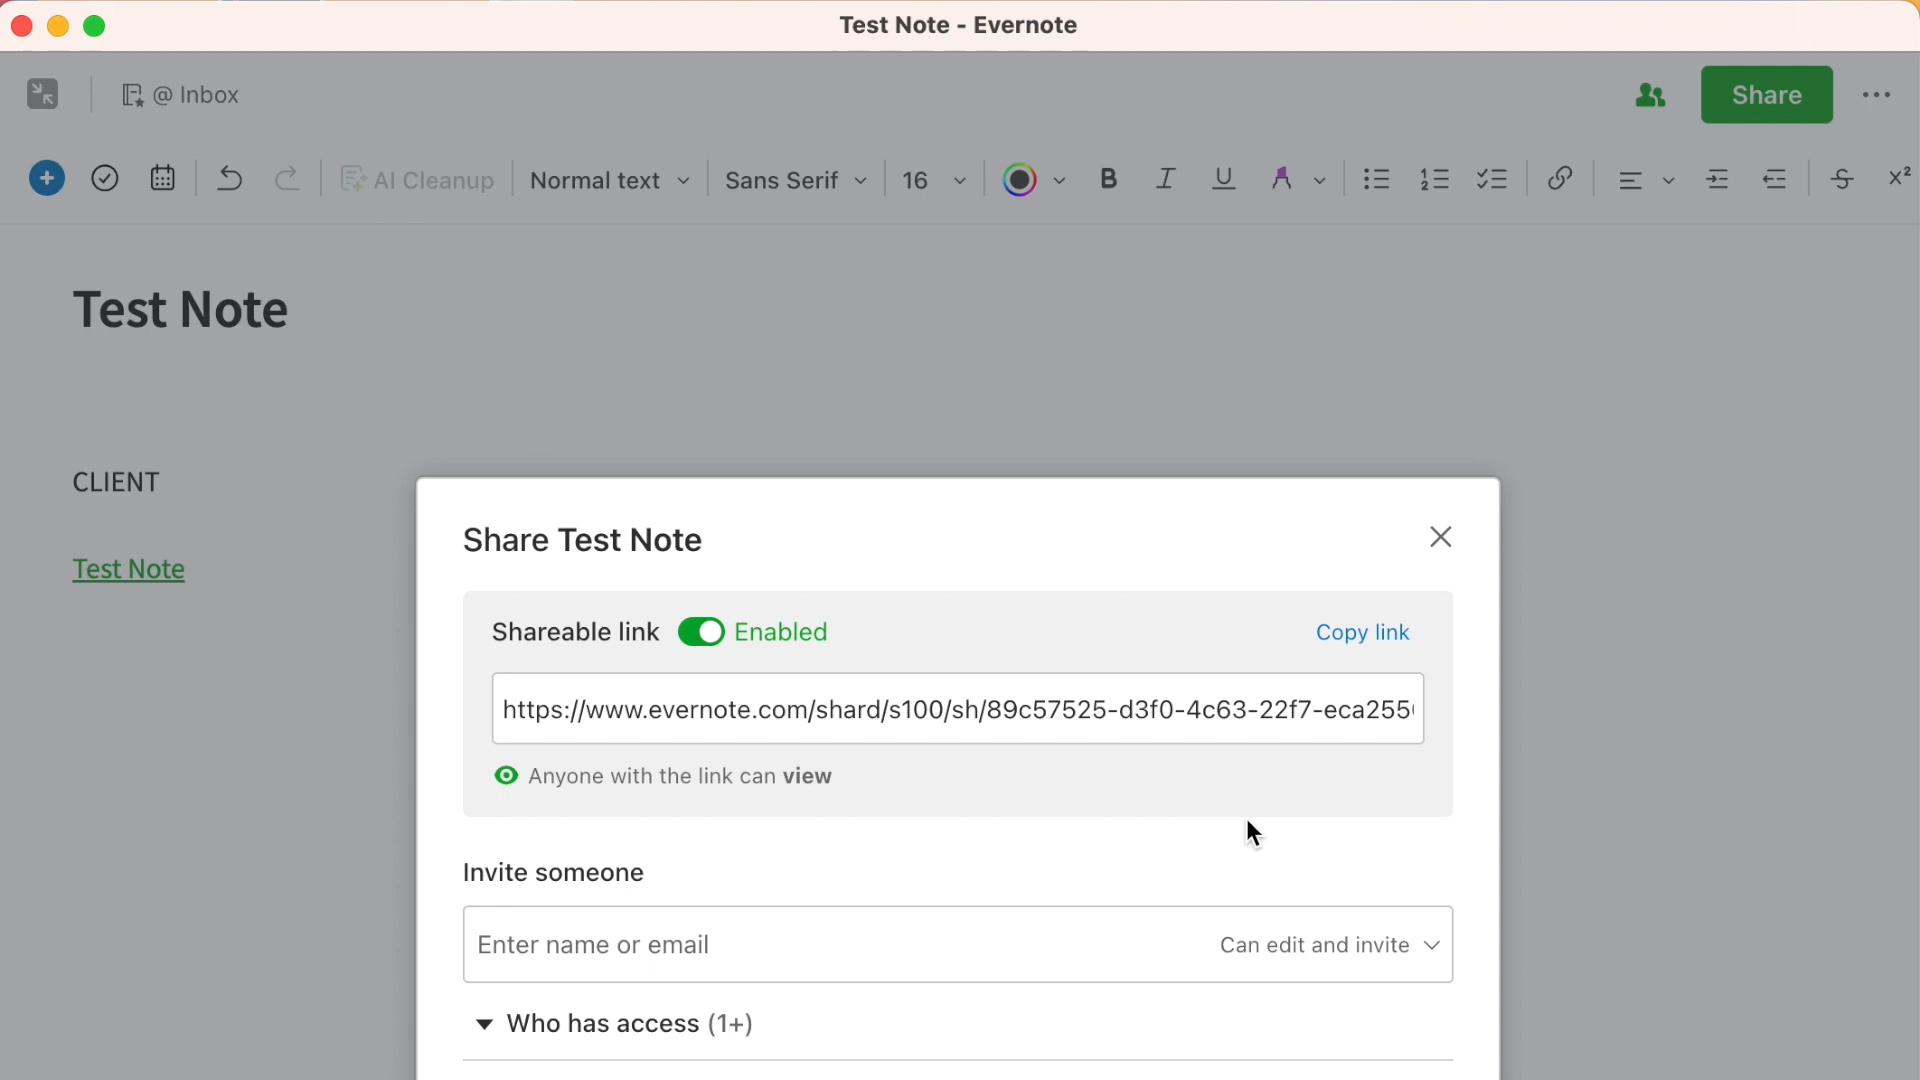 Test Note - Evernote
@ Inbox
Share
AI Cleanup
Normal text
Sans Serif
16
Test Note
CLIENT
Test Note
Share Test Note
Shareable link Enabled
Copy link
https://www.evernote.com/shard/s100/sh/89c57525-d3f0-4c63-22f7-eca255
Anyone with the link can view
Invite someone
Enter name or email
Can edit and invite
Who has access (1+)